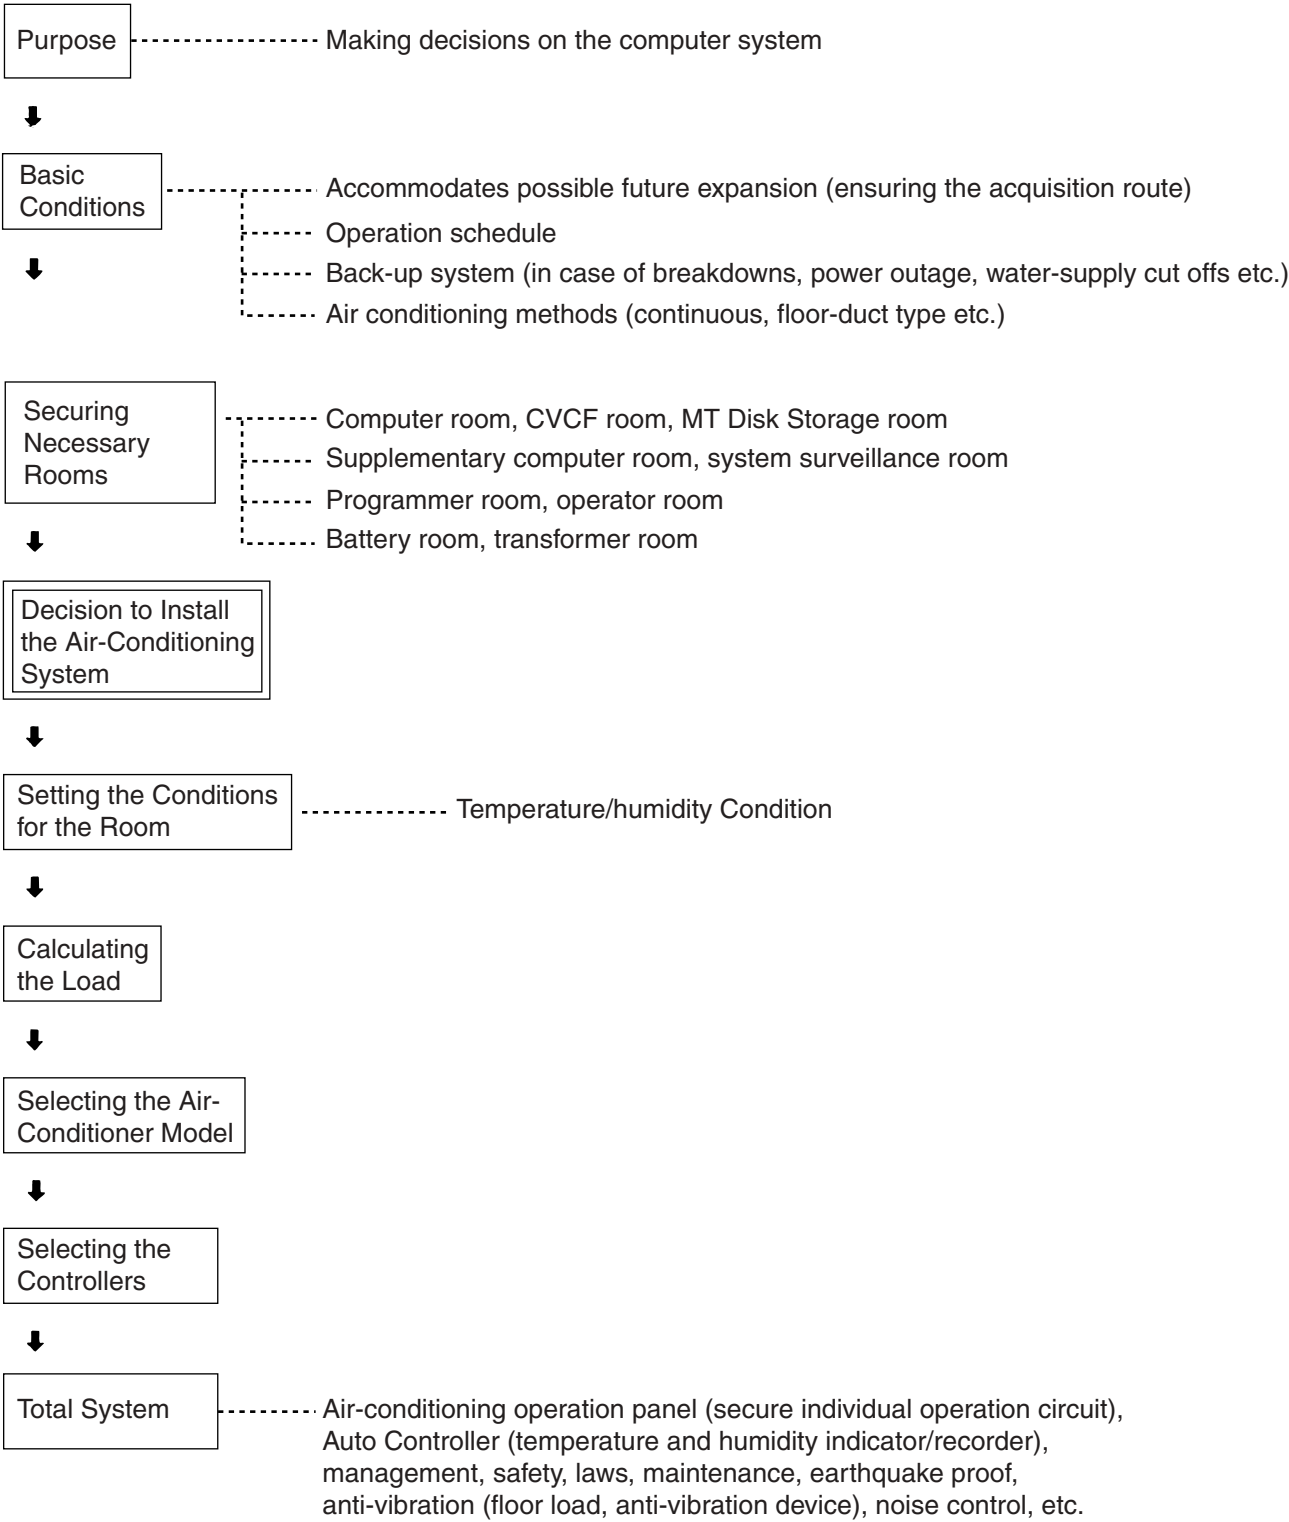 Purpose
Making decisions on the computer system
Basic
Conditions
Accommodates possible future expansion (ensuring the acquisition route)
Operation schedule
Back-up system (in case of breakdowns, power outage, water-supply cut offs etc.)
Air conditioning methods (continuous, floor-duct type etc.)
Securing
Necessary
Rooms
Computer room, CVCF room, MT Disk Storage room
Supplementary computer room, system surveillance room
Programmer room, operator room
Battery room, transformer room
Decision to Install
the Air-Conditioning
System
Setting the Conditions
for the Room
Temperature/humidity Condition
Calculating
the Load
Selecting the Air-
Conditioner Model
Selecting the
Controllers
Total System
Air-conditioning operation panel (secure individual operation circuit),
Auto Controller (temperature and humidity indicator/recorder),
management, safety, laws, maintenance, earthquake proof,
anti-vibration (floor load, anti-vibration device), noise control, etc.